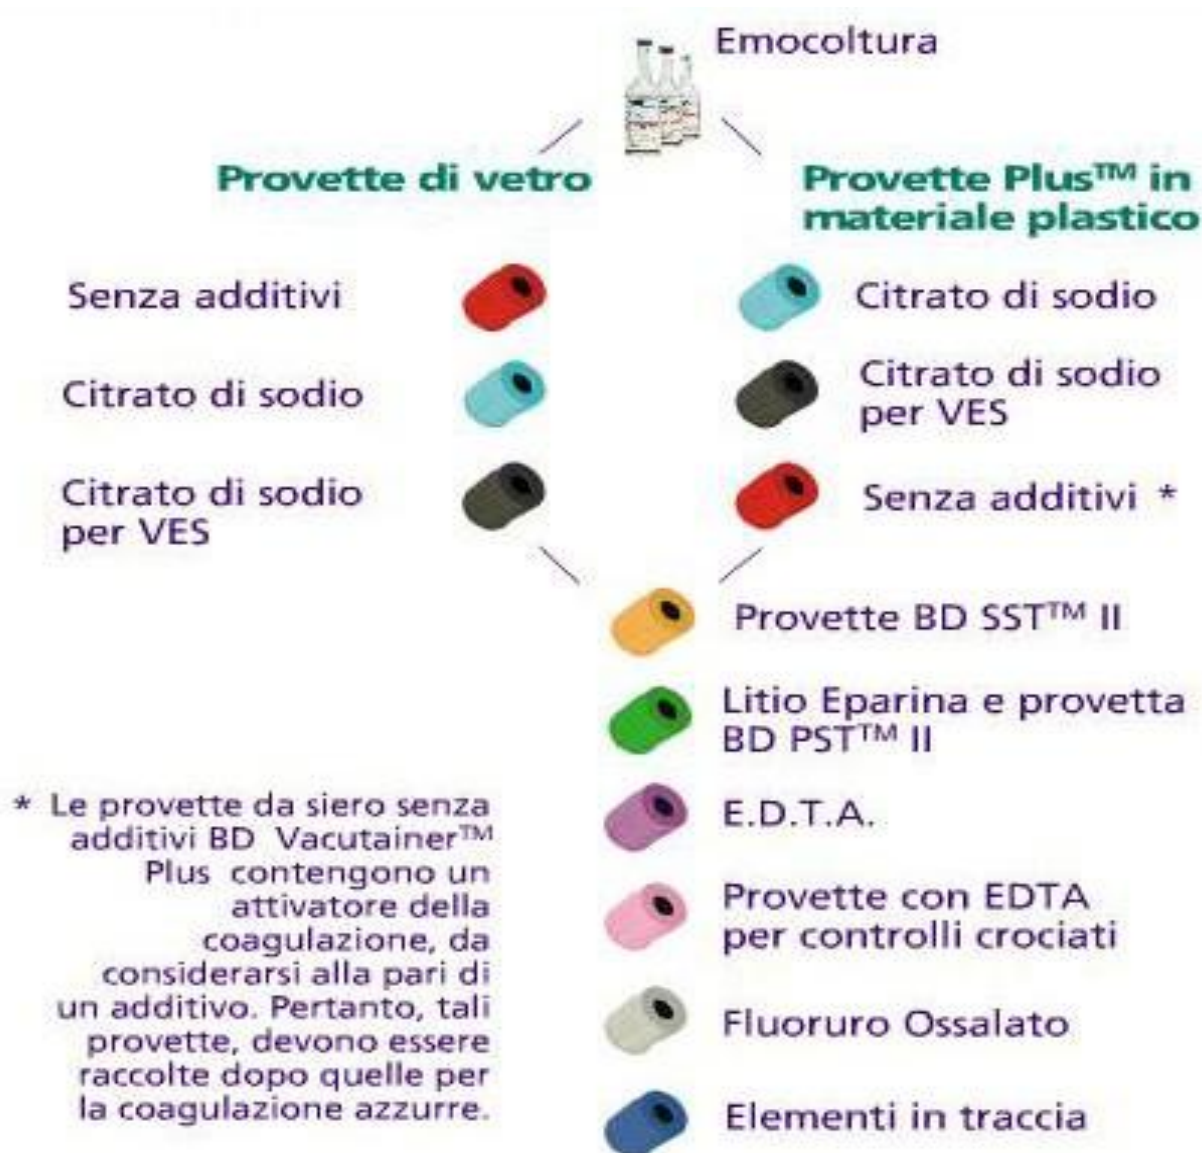 Emocoltura
Provette di vetro
Senza additivi
Citrato di sodio
Citrato di sodio
per VES
Provette Plus™ in
materiale plastico
Citrato di sodio
Citrato di sodio
per VES
Senza additivi *
Provette BD SST™ II
Litio Eparina e provetta
BD PST™ II
E.D.T.A.
Provette con EDTA
per controlli crociati
Fluoruro Ossalato
Elementi in traccia
* Le provette da siero senza
additivi BD Vacutainer™
Plus contengono un
attivatore della
coagulazione, da
considerarsi alla pari di
un additivo. Pertanto, tali
provette, devono essere
raccolte dopo quelle per
la coagulazione azzurre.